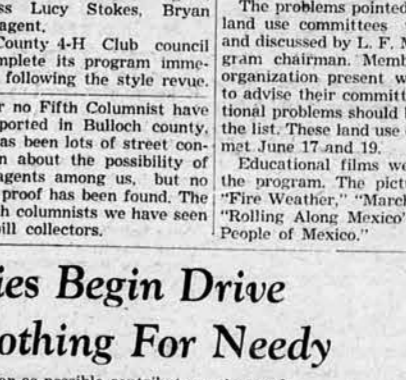 ss Lucy Stokes, Bryan
agent.
County 4-H Club council
mplete its program imme-
following the style revue.
r no Fifth Columnist have
ported in Bulloch county.
as been lots of street con-
n about the possibility of
agents among us, but no
proof has been found. The
h columnists we have seen
ill collectors.
The problems pointed
land use committees
and discussed by L. F. M
gram chairman. Memb
organization present w
to advise their committ
tional problems should
the list. These land use
met June 17 and 19.
Educational films we
the program. The pict
"Fire Weather," "March
"Rolling Along Mexico"
People of Mexico."
ies Begin Drive
othing For Needy